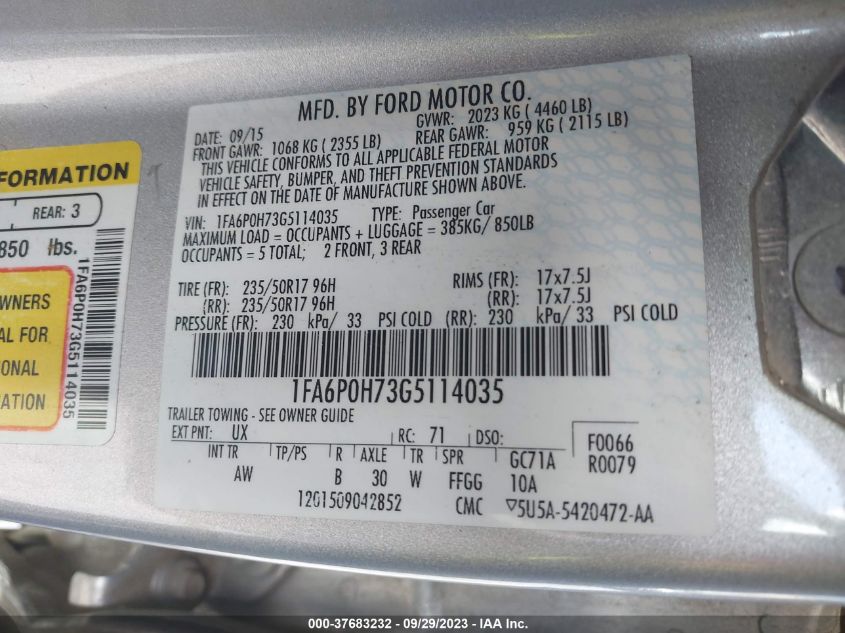 MFD. BY FORD MOTOR CO.
DATE: 09/15 GVWR: 2023 KG ( 4460 LB)
FRONT GAWR: 1068 KG ( 2355 LB) REAR GAWR: 959 KG ( 2115 LB)
THIS VEHICLE CONFORMS TO ALL APPLICABLE FEDERAL MOTOR
VEHICLE SAFETY, BUMPER, AND THEFT PREVENTION STANDARDS
IN EFFECT ON THE DATE OF MANUFACTURE SHOWN ABOVE.
VIN: 1FA6P0H73G5114035 TYPE: Passenger Car
MAXIMUM LOAD = OCCUPANTS + LUGGAGE = 385KG/ 850LB
OCCUPANTS = 5 TOTAL; 2 FRONT, 3 REAR
TIRE (FR): 235/50R17 96H RIMS (FR): 17x7.5J
(RR): 235/50R17 96H (RR): 17x7.5J
PRESSURE (FR): 230 kPa/ 33 PSI COLD (RR): 230 kPa/ 33 PSI COLD
1FA6P0H73G5114035
TRAILER TOWING - SEE OWNER GUIDE
EXT PNT: UX RC: 71 DSO: F0066
INT TR TP/PS R AXLE TR SPR GC71A R0079
AW B 30 W FFGG 10A
1201509042852 CMC ▽5U5A-5420472-AA
FORMATION
REAR: 3
850 lbs.
1FA6P0H73G5114035
OWNERS
AL FOR
IONAL
ATION
000-37683232 - 09/29/2023 - IAA Inc.